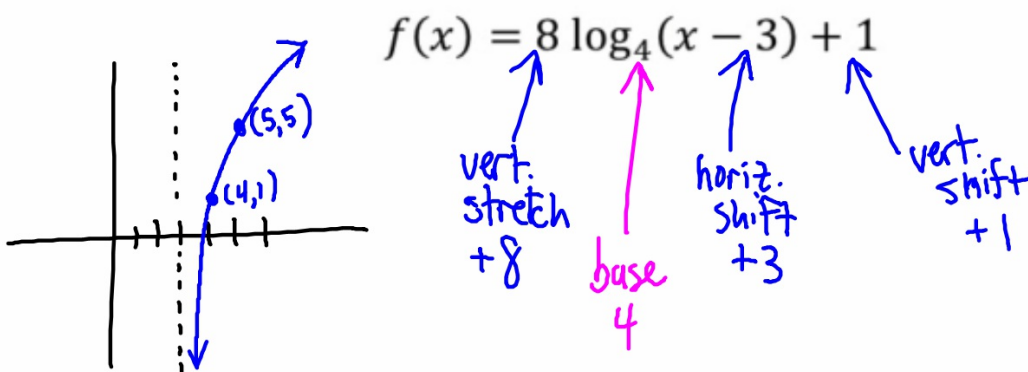 f(x) = 8 log₄(x − 3) + 1
(5,5)
(4,1)
vert.
stretch
+8
base
4
horiz.
shift
+3
vert.
shift
+1